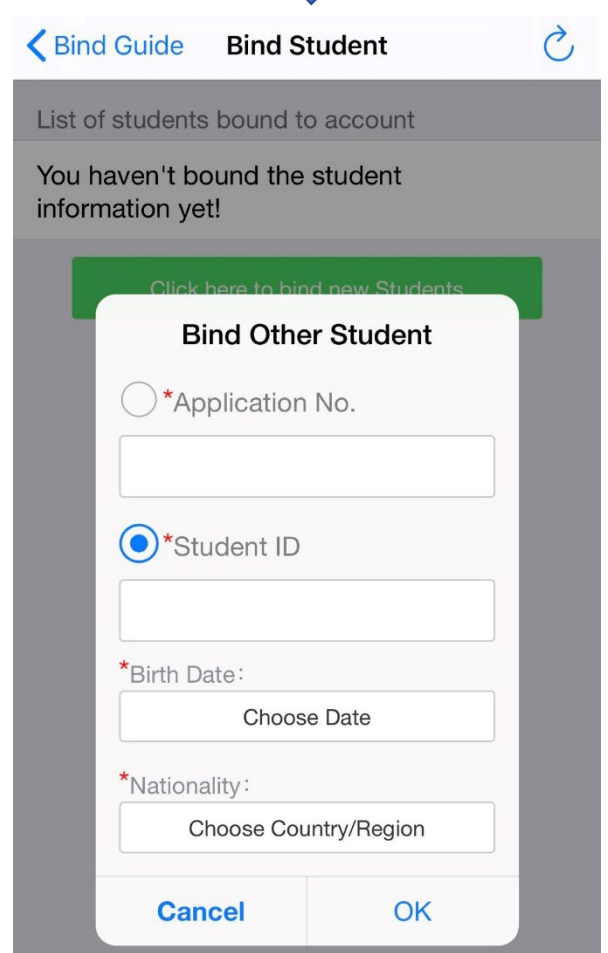 Bind Guide Bind Student
List of students bound to account
You haven't bound the student
information yet!
Click here to bind new Students
Bind Other Student
*Application No.
*Student ID
*Birth Date:
Choose Date
*Nationality:
Choose Country/Region
Cancel OK